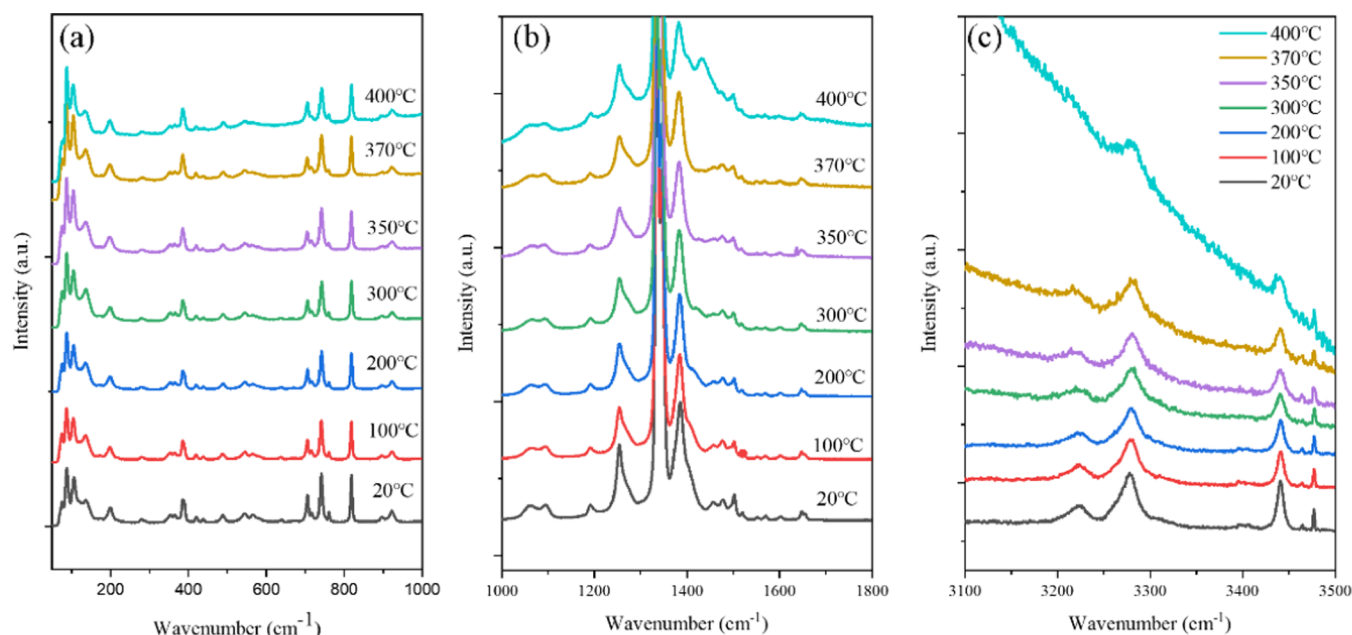 (a)
400°C
370°C
350°C
300°C
200°C
100°C
20°C
Intensity (a.u.)
200 400 600 800 1000
Wavenumber (cm-1)
(b)
400°C
370°C
350°C
300°C
200°C
100°C
20°C
Intensity (a.u.)
1000 1200 1400 1600 1800
Wavenumber (cm-1)
(c)
400°C
370°C
350°C
300°C
200°C
100°C
20°C
Intensity (a.u.)
3100 3200 3300 3400 3500
Wavenumber (cm-1)